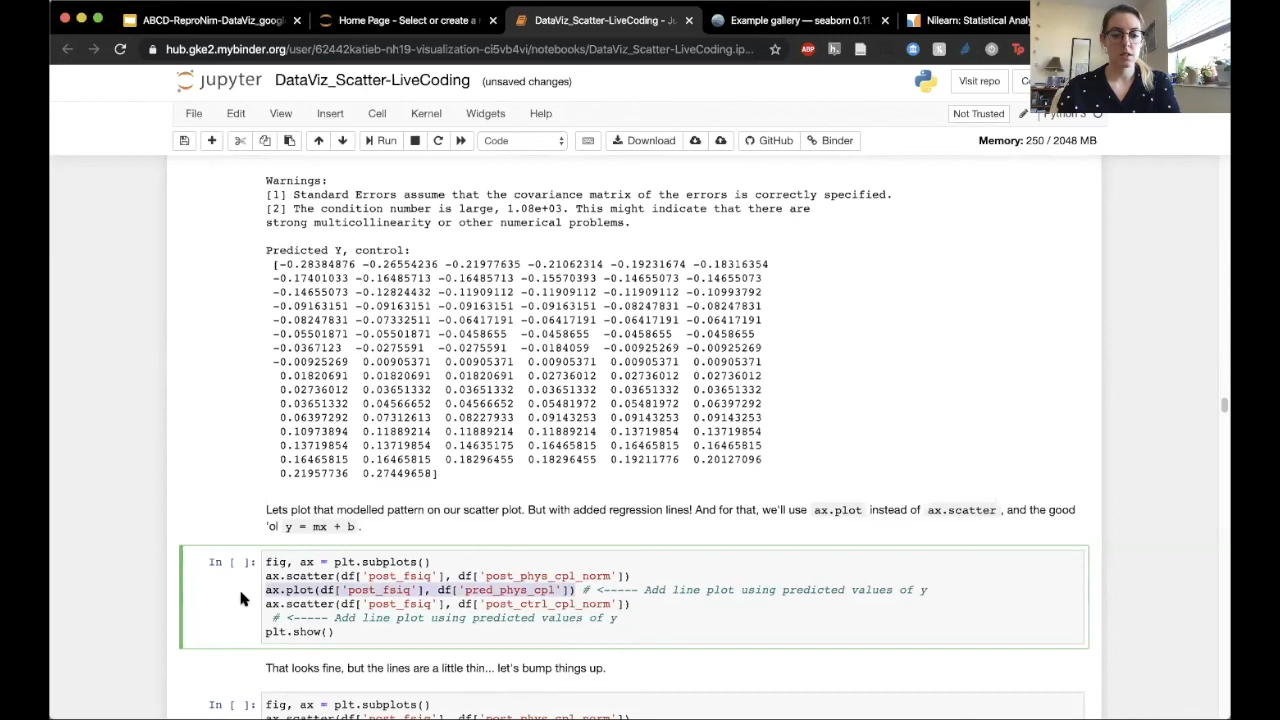 ABCD-ReproNim-DataViz_google
Home Page - Select or create a
DataViz_Scatter-LiveCoding - Ju
Example gallery — seaborn 0.11.
Nilearn: Statistical Analy
hub.gke2.mybinder.org/user/62442katieb-nh19-visualization-ci5vb4vi/notebooks/DataViz_Scatter-LiveCoding.ip...
ABP
jupyter DataViz_Scatter-LiveCoding (unsaved changes)
Visit repo
File Edit View Insert Cell Kernel Widgets Help
Not Trusted
Python 3
Run
Code
Download
GitHub
Binder
Memory: 250 / 2048 MB
Warnings:
[1] Standard Errors assume that the covariance matrix of the errors is correctly specified.
[2] The condition number is large, 1.08e+03. This might indicate that there are
strong multicollinearity or other numerical problems.
Predicted Y, control:
[-0.28384876 -0.26554236 -0.21977635 -0.21062314 -0.19231674 -0.18316354
-0.17401033 -0.16485713 -0.16485713 -0.15570393 -0.14655073 -0.14655073
-0.14655073 -0.12824432 -0.11909112 -0.11909112 -0.11909112 -0.10993792
-0.09163151 -0.09163151 -0.09163151 -0.09163151 -0.08247831 -0.08247831
-0.08247831 -0.07332511 -0.06417191 -0.06417191 -0.06417191 -0.06417191
-0.05501871 -0.05501871 -0.0458655 -0.0458655 -0.0458655 -0.0458655
-0.0367123 -0.0275591 -0.0275591 -0.0184059 -0.00925269 -0.00925269
-0.00925269 0.00905371 0.00905371 0.00905371 0.00905371 0.00905371
0.01820691 0.01820691 0.01820691 0.02736012 0.02736012 0.02736012
0.02736012 0.03651332 0.03651332 0.03651332 0.03651332 0.03651332
0.03651332 0.04566652 0.04566652 0.05481972 0.05481972 0.06397292
0.06397292 0.07312613 0.08227933 0.09143253 0.09143253 0.09143253
0.10973894 0.11889214 0.11889214 0.11889214 0.13719854 0.13719854
0.13719854 0.13719854 0.14635175 0.16465815 0.16465815 0.16465815
0.16465815 0.16465815 0.18296455 0.18296455 0.19211776 0.20127096
0.21957736 0.27449658]
Lets plot that modelled pattern on our scatter plot. But with added regression lines! And for that, we'll use ax.plot instead of ax.scatter, and the good
'ol y = mx + b .
In [ ]: fig, ax = plt.subplots()
ax.scatter(df['post_fsiq'], df['post_phys_cpl_norm'])
ax.plot(df['post_fsiq'], df['pred_phys_cpl']) # <----- Add line plot using predicted values of y
ax.scatter(df['post_fsiq'], df['post_ctrl_cpl_norm'])
# <----- Add line plot using predicted values of y
plt.show()
That looks fine, but the lines are a little thin... let's bump things up.
In [ ]: fig, ax = plt.subplots()
ax.scatter(df['post_fsiq'], df['post_phys_cpl_norm'])